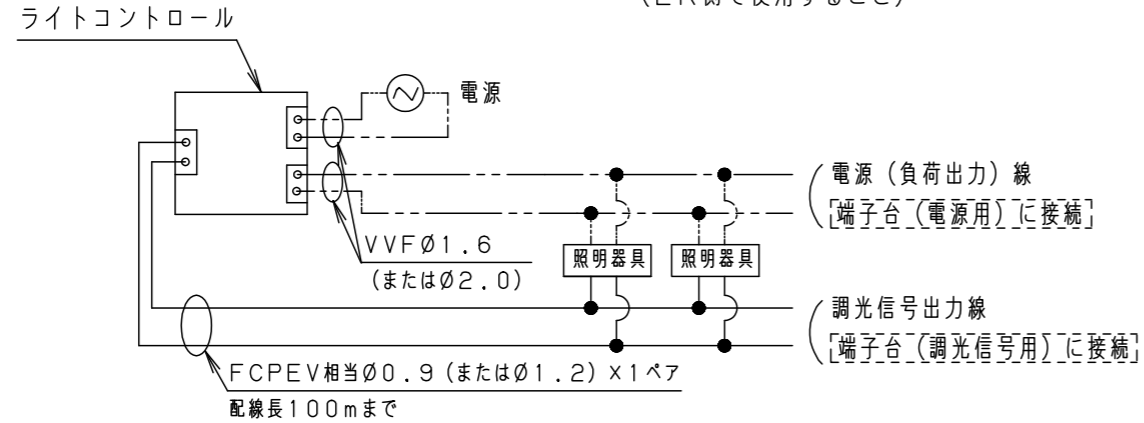 ライトコントロール
電源
電源(負荷出力)線
端子台(電源用)に接続
VVFØ1.6
(またはØ2.0)
照明器具
照明器具
調光信号出力線
端子台(調光信号用)に接続
FCPEV相当Ø0.9(またはØ1.2)×1ペア
配線長100mまで